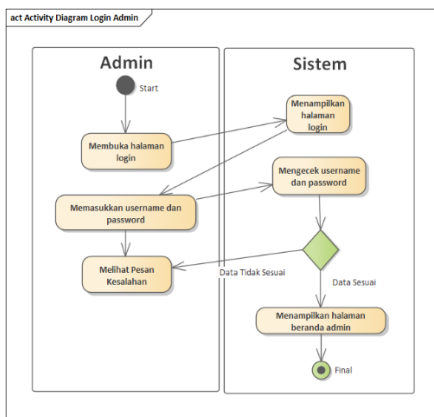 act Activity Diagram Login Admin
Admin
Sistem
Start
Menampilkan
halaman
login
Membuka halaman
login
Mengecek username
dan password
Memasukkan username dan
password
Melihat Pesan
Kesalahan
Data Tidak Sesuai
Data Sesuai
Menampilkan halaman
beranda admin
Final